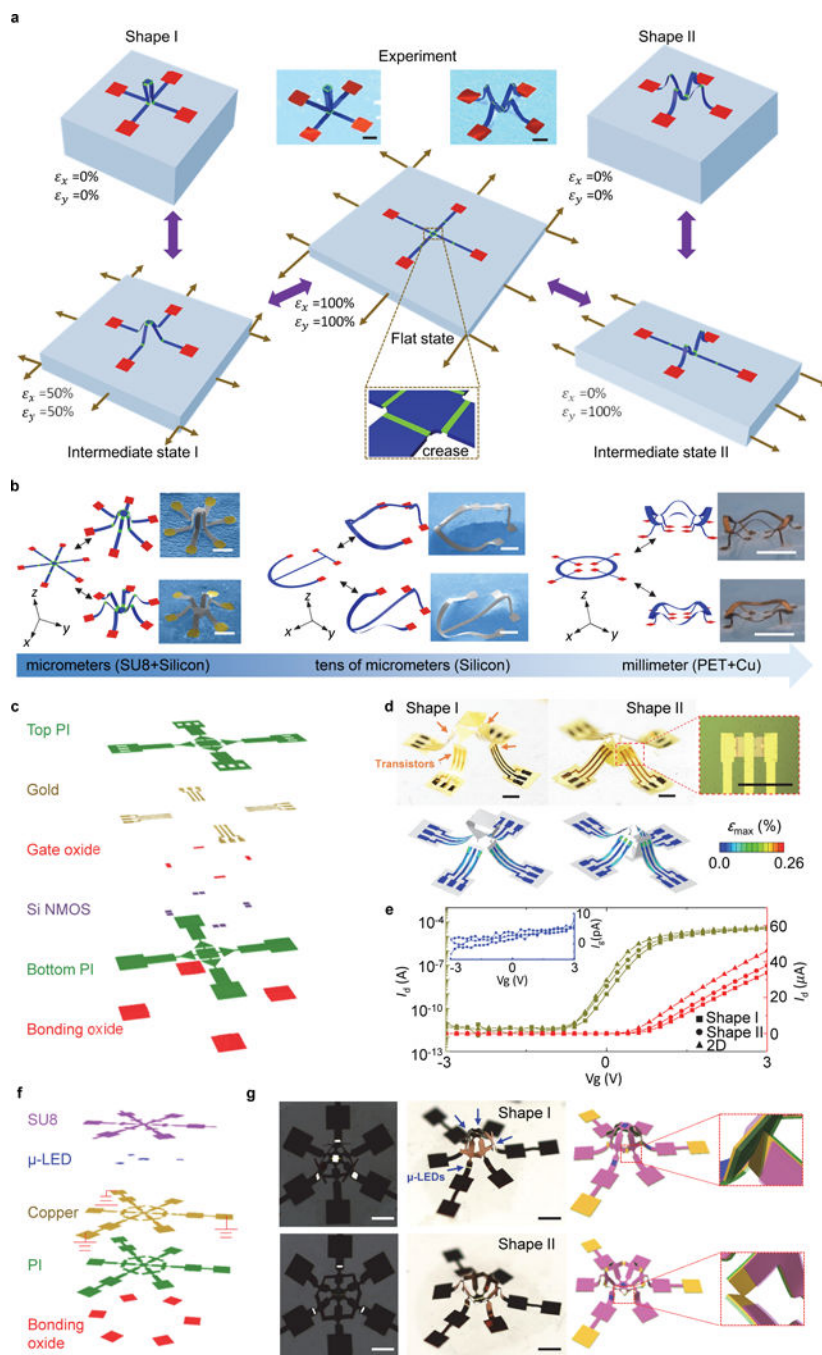 a
Shape I
Shape II
Experiment
εx =0%
εy =0%
εx =0%
εy =0%
εx =100%
εy =100%
Flat state
εx =50%
εy =50%
εx =0%
εy =100%
Intermediate state I
crease
Intermediate state II
b
z
x
y
z
x
y
z
x
y
micrometers (SU8+Silicon)
tens of micrometers (Silicon)
millimeter (PET+Cu)
c
Top PI
Gold
Gate oxide
Si NMOS
Bottom PI
Bonding oxide
d
Shape I
Shape II
Transistors
εmax (%)
0.0 0.26
e
10-4
10-7
10-10
10-13
Id (A)
-3 0 3
Vg (V)
10
0
Ig(pA)
60
40
20
0
Id (μA)
Shape I
Shape II
2D
-3 0 3
Vg (V)
f
SU8
μ-LED
Copper
PI
Bonding
oxide
g
Shape I
μ-LEDs
Shape II